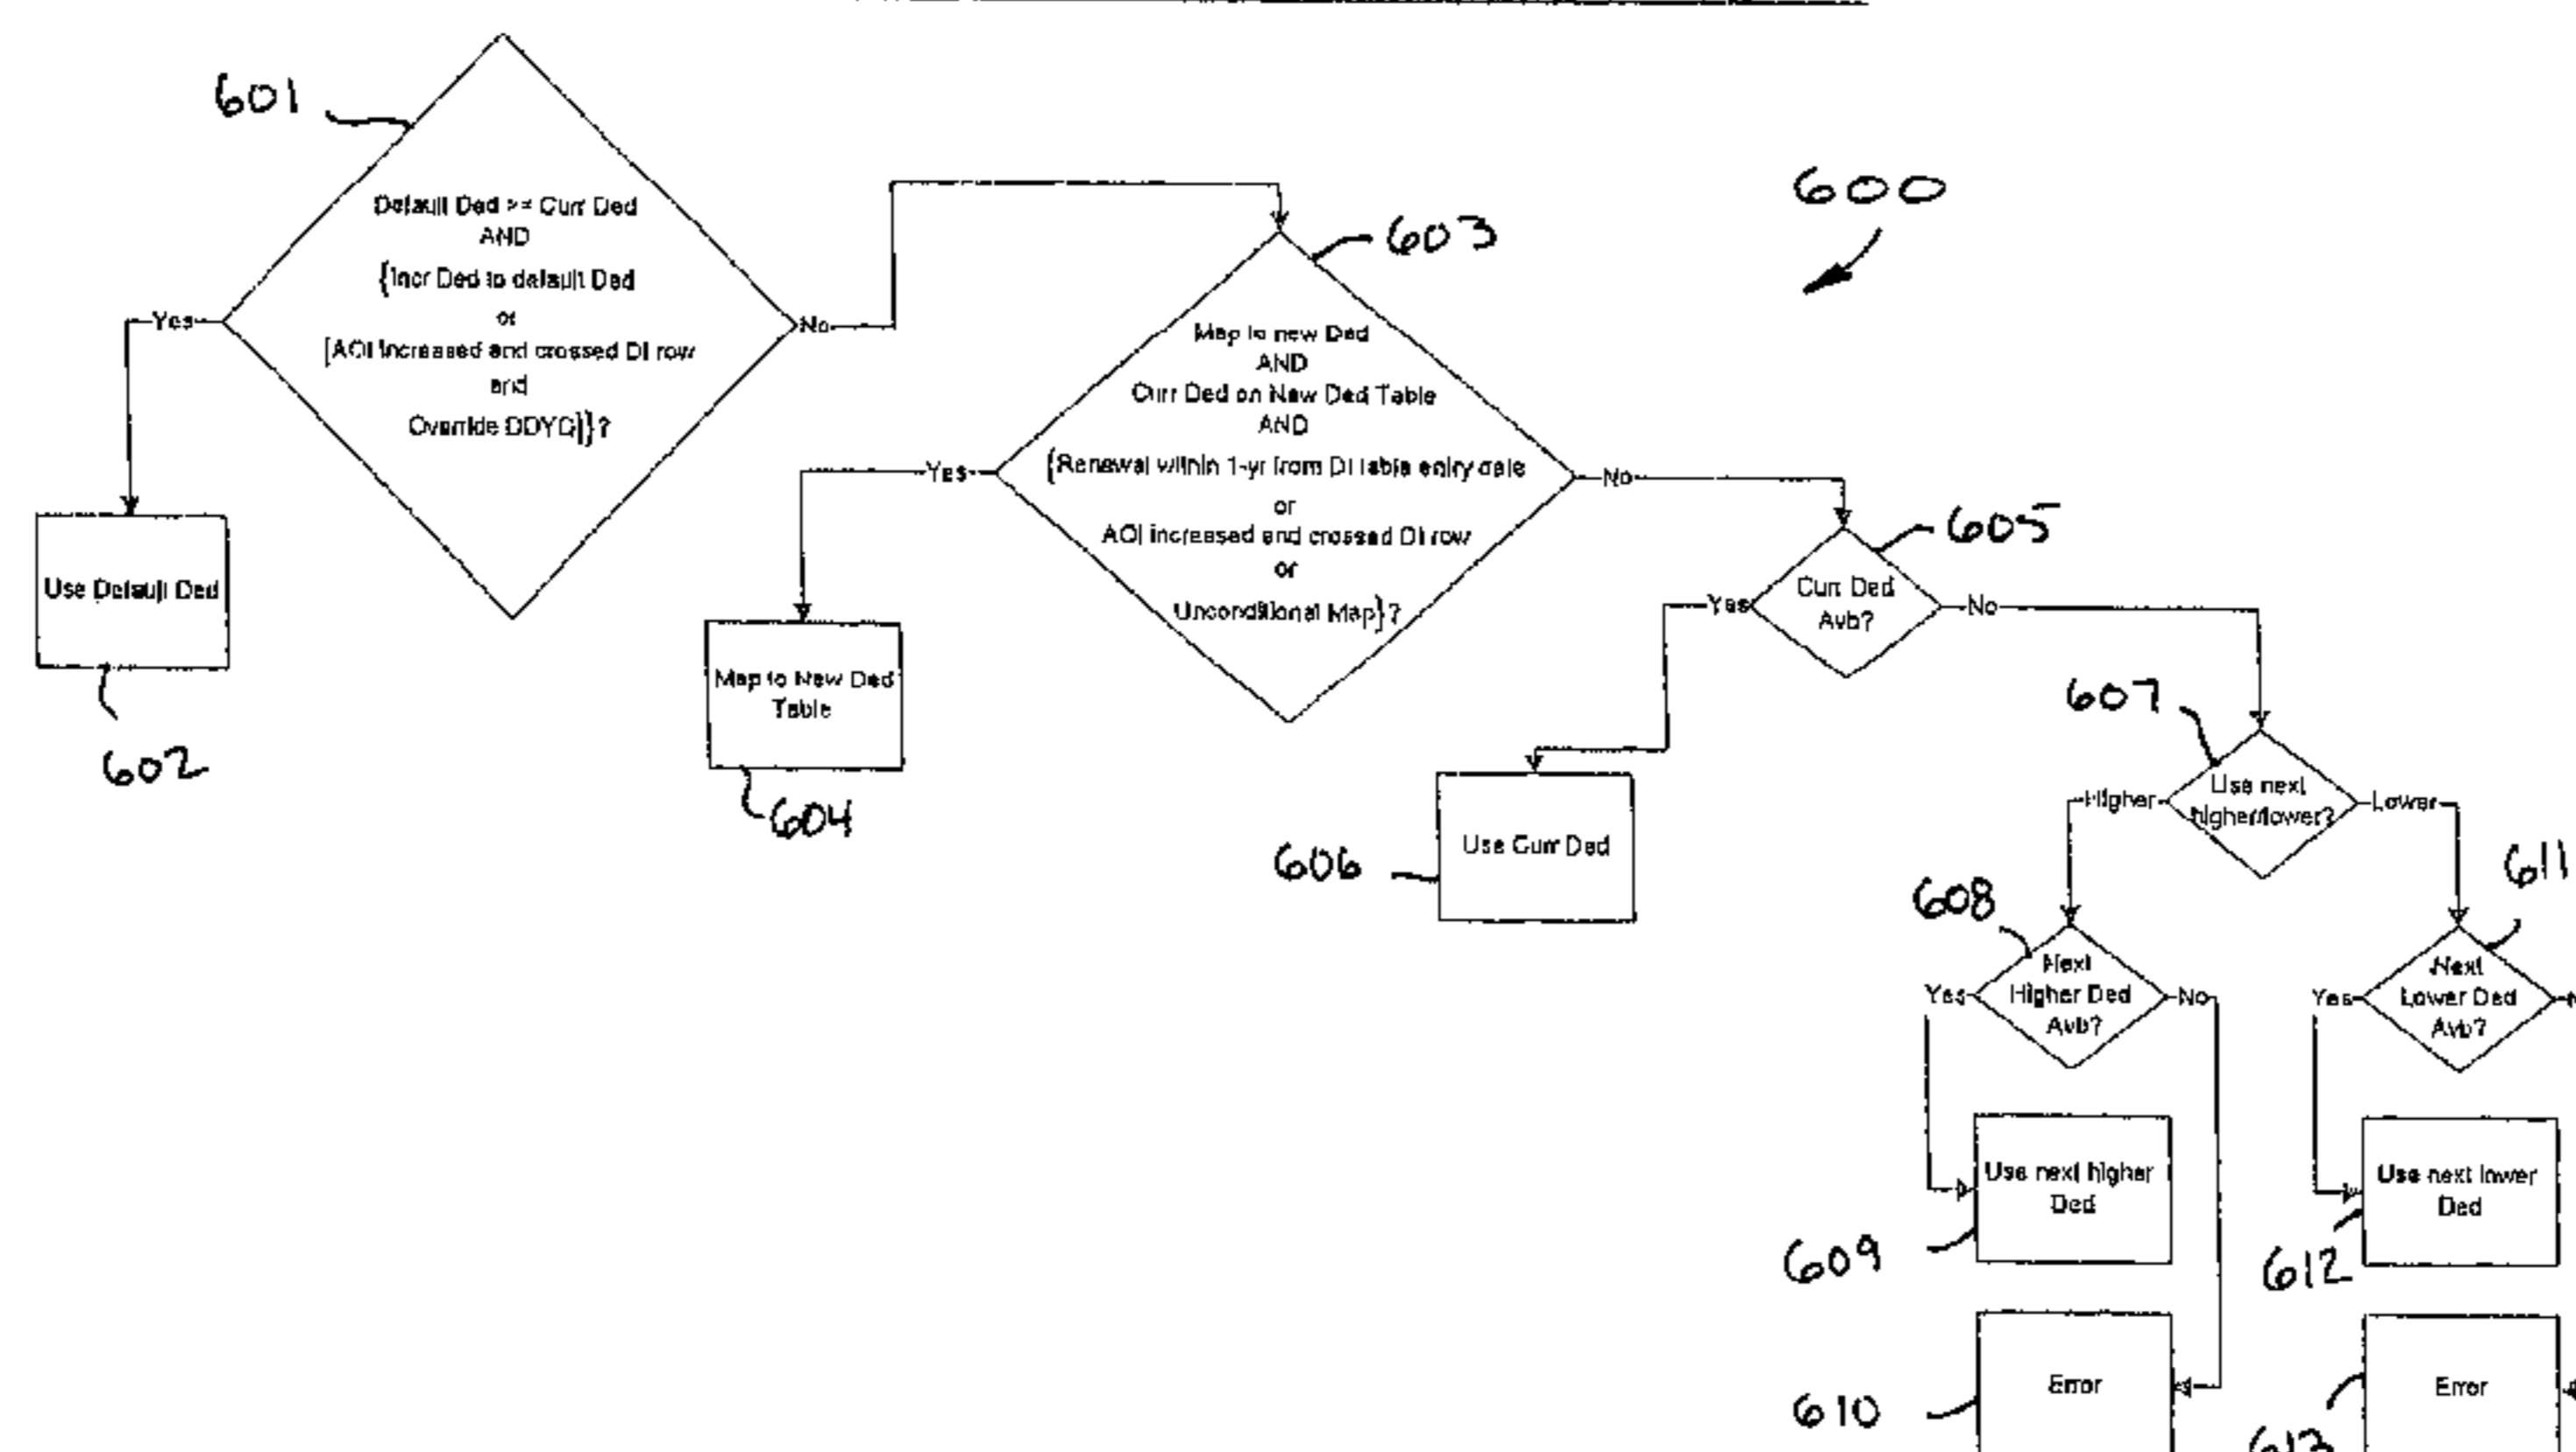 601
Default Ded >= Curr Ded
AND
{Incr Ded to default Ded
or
[AOI increased and crossed DI row
and
Override]}?
Yes
No
Use Default Ded
602
600
603
Map to new Ded
AND
Curr Ded on New Ded Table
AND
{Renewal within 1-yr from DI table entry date
or
AOI increased and crossed DI row
or
Unconditional Map}?
Yes
No
Map to New Ded
Table
604
605
Curr Ded
Avb?
Yes
No
606
Use Curr Ded
607
Use next
higher/lower?
Higher
Lower
608
Next
Higher Ded
Avb?
Yes
No
611
Next
Lower Ded
Avb?
Yes
Use next higher
Ded
609
Use next lower
Ded
612
Error
610
Error
613